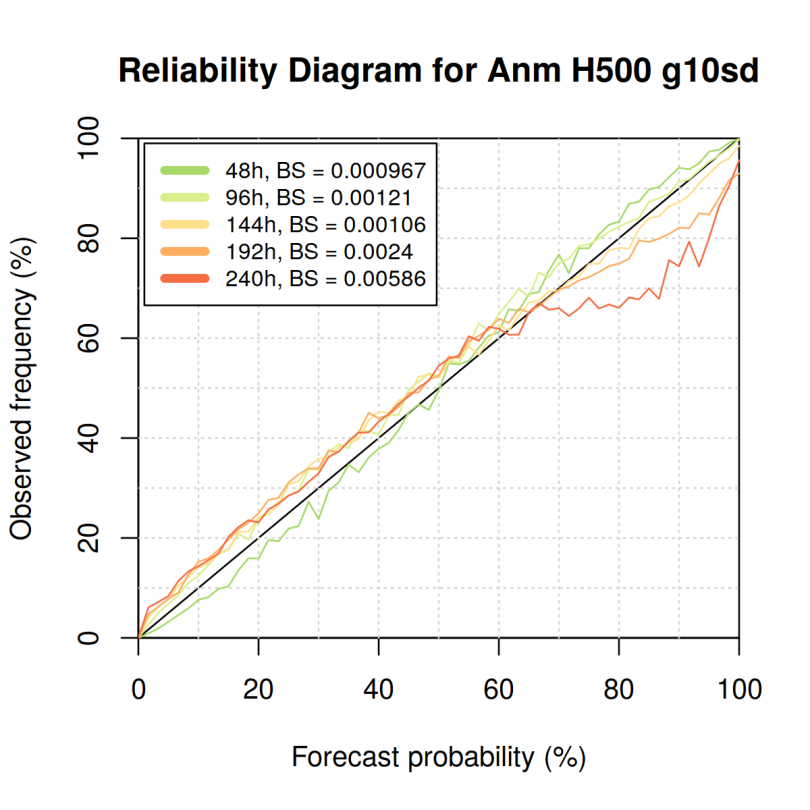 Reliability Diagram for Anm H500 g10sd
Observed frequency (%)
100
80
60
40
20
0
48h, BS = 0.000967
96h, BS = 0.00121
144h, BS = 0.00106
192h, BS = 0.0024
240h, BS = 0.00586
0 20 40 60 80 100
Forecast probability (%)